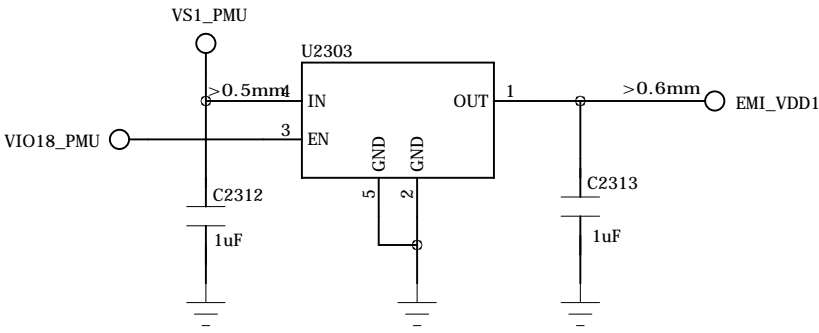 VS1_PMU
U2303
>0.5mm
4
IN
OUT
1
>0.6mm
EMI_VDD1
VIO18_PMU
3
EN
GND
GND
5
2
C2312
1uF
C2313
1uF